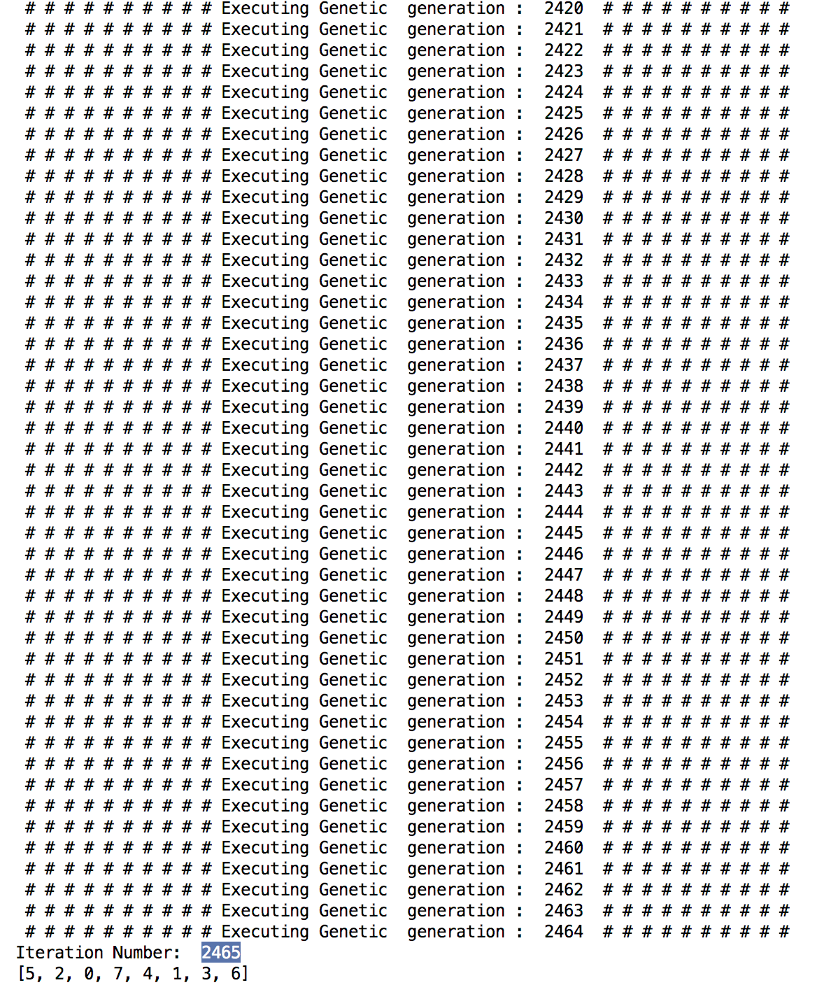 # # # # # # # # # # Executing Genetic  generation :  2420  # # # # # # # # # #
# # # # # # # # # # Executing Genetic  generation :  2421  # # # # # # # # # #
# # # # # # # # # # Executing Genetic  generation :  2422  # # # # # # # # # #
# # # # # # # # # # Executing Genetic  generation :  2423  # # # # # # # # # #
# # # # # # # # # # Executing Genetic  generation :  2424  # # # # # # # # # #
# # # # # # # # # # Executing Genetic  generation :  2425  # # # # # # # # # #
# # # # # # # # # # Executing Genetic  generation :  2426  # # # # # # # # # #
# # # # # # # # # # Executing Genetic  generation :  2427  # # # # # # # # # #
# # # # # # # # # # Executing Genetic  generation :  2428  # # # # # # # # # #
# # # # # # # # # # Executing Genetic  generation :  2429  # # # # # # # # # #
# # # # # # # # # # Executing Genetic  generation :  2430  # # # # # # # # # #
# # # # # # # # # # Executing Genetic  generation :  2431  # # # # # # # # # #
# # # # # # # # # # Executing Genetic  generation :  2432  # # # # # # # # # #
# # # # # # # # # # Executing Genetic  generation :  2433  # # # # # # # # # #
# # # # # # # # # # Executing Genetic  generation :  2434  # # # # # # # # # #
# # # # # # # # # # Executing Genetic  generation :  2435  # # # # # # # # # #
# # # # # # # # # # Executing Genetic  generation :  2436  # # # # # # # # # #
# # # # # # # # # # Executing Genetic  generation :  2437  # # # # # # # # # #
# # # # # # # # # # Executing Genetic  generation :  2438  # # # # # # # # # #
# # # # # # # # # # Executing Genetic  generation :  2439  # # # # # # # # # #
# # # # # # # # # # Executing Genetic  generation :  2440  # # # # # # # # # #
# # # # # # # # # # Executing Genetic  generation :  2441  # # # # # # # # # #
# # # # # # # # # # Executing Genetic  generation :  2442  # # # # # # # # # #
# # # # # # # # # # Executing Genetic  generation :  2443  # # # # # # # # # #
# # # # # # # # # # Executing Genetic  generation :  2444  # # # # # # # # # #
# # # # # # # # # # Executing Genetic  generation :  2445  # # # # # # # # # #
# # # # # # # # # # Executing Genetic  generation :  2446  # # # # # # # # # #
# # # # # # # # # # Executing Genetic  generation :  2447  # # # # # # # # # #
# # # # # # # # # # Executing Genetic  generation :  2448  # # # # # # # # # #
# # # # # # # # # # Executing Genetic  generation :  2449  # # # # # # # # # #
# # # # # # # # # # Executing Genetic  generation :  2450  # # # # # # # # # #
# # # # # # # # # # Executing Genetic  generation :  2451  # # # # # # # # # #
# # # # # # # # # # Executing Genetic  generation :  2452  # # # # # # # # # #
# # # # # # # # # # Executing Genetic  generation :  2453  # # # # # # # # # #
# # # # # # # # # # Executing Genetic  generation :  2454  # # # # # # # # # #
# # # # # # # # # # Executing Genetic  generation :  2455  # # # # # # # # # #
# # # # # # # # # # Executing Genetic  generation :  2456  # # # # # # # # # #
# # # # # # # # # # Executing Genetic  generation :  2457  # # # # # # # # # #
# # # # # # # # # # Executing Genetic  generation :  2458  # # # # # # # # # #
# # # # # # # # # # Executing Genetic  generation :  2459  # # # # # # # # # #
# # # # # # # # # # Executing Genetic  generation :  2460  # # # # # # # # # #
# # # # # # # # # # Executing Genetic  generation :  2461  # # # # # # # # # #
# # # # # # # # # # Executing Genetic  generation :  2462  # # # # # # # # # #
# # # # # # # # # # Executing Genetic  generation :  2463  # # # # # # # # # #
# # # # # # # # # # Executing Genetic  generation :  2464  # # # # # # # # # #
Iteration Number:  2465
[5, 2, 0, 7, 4, 1, 3, 6]